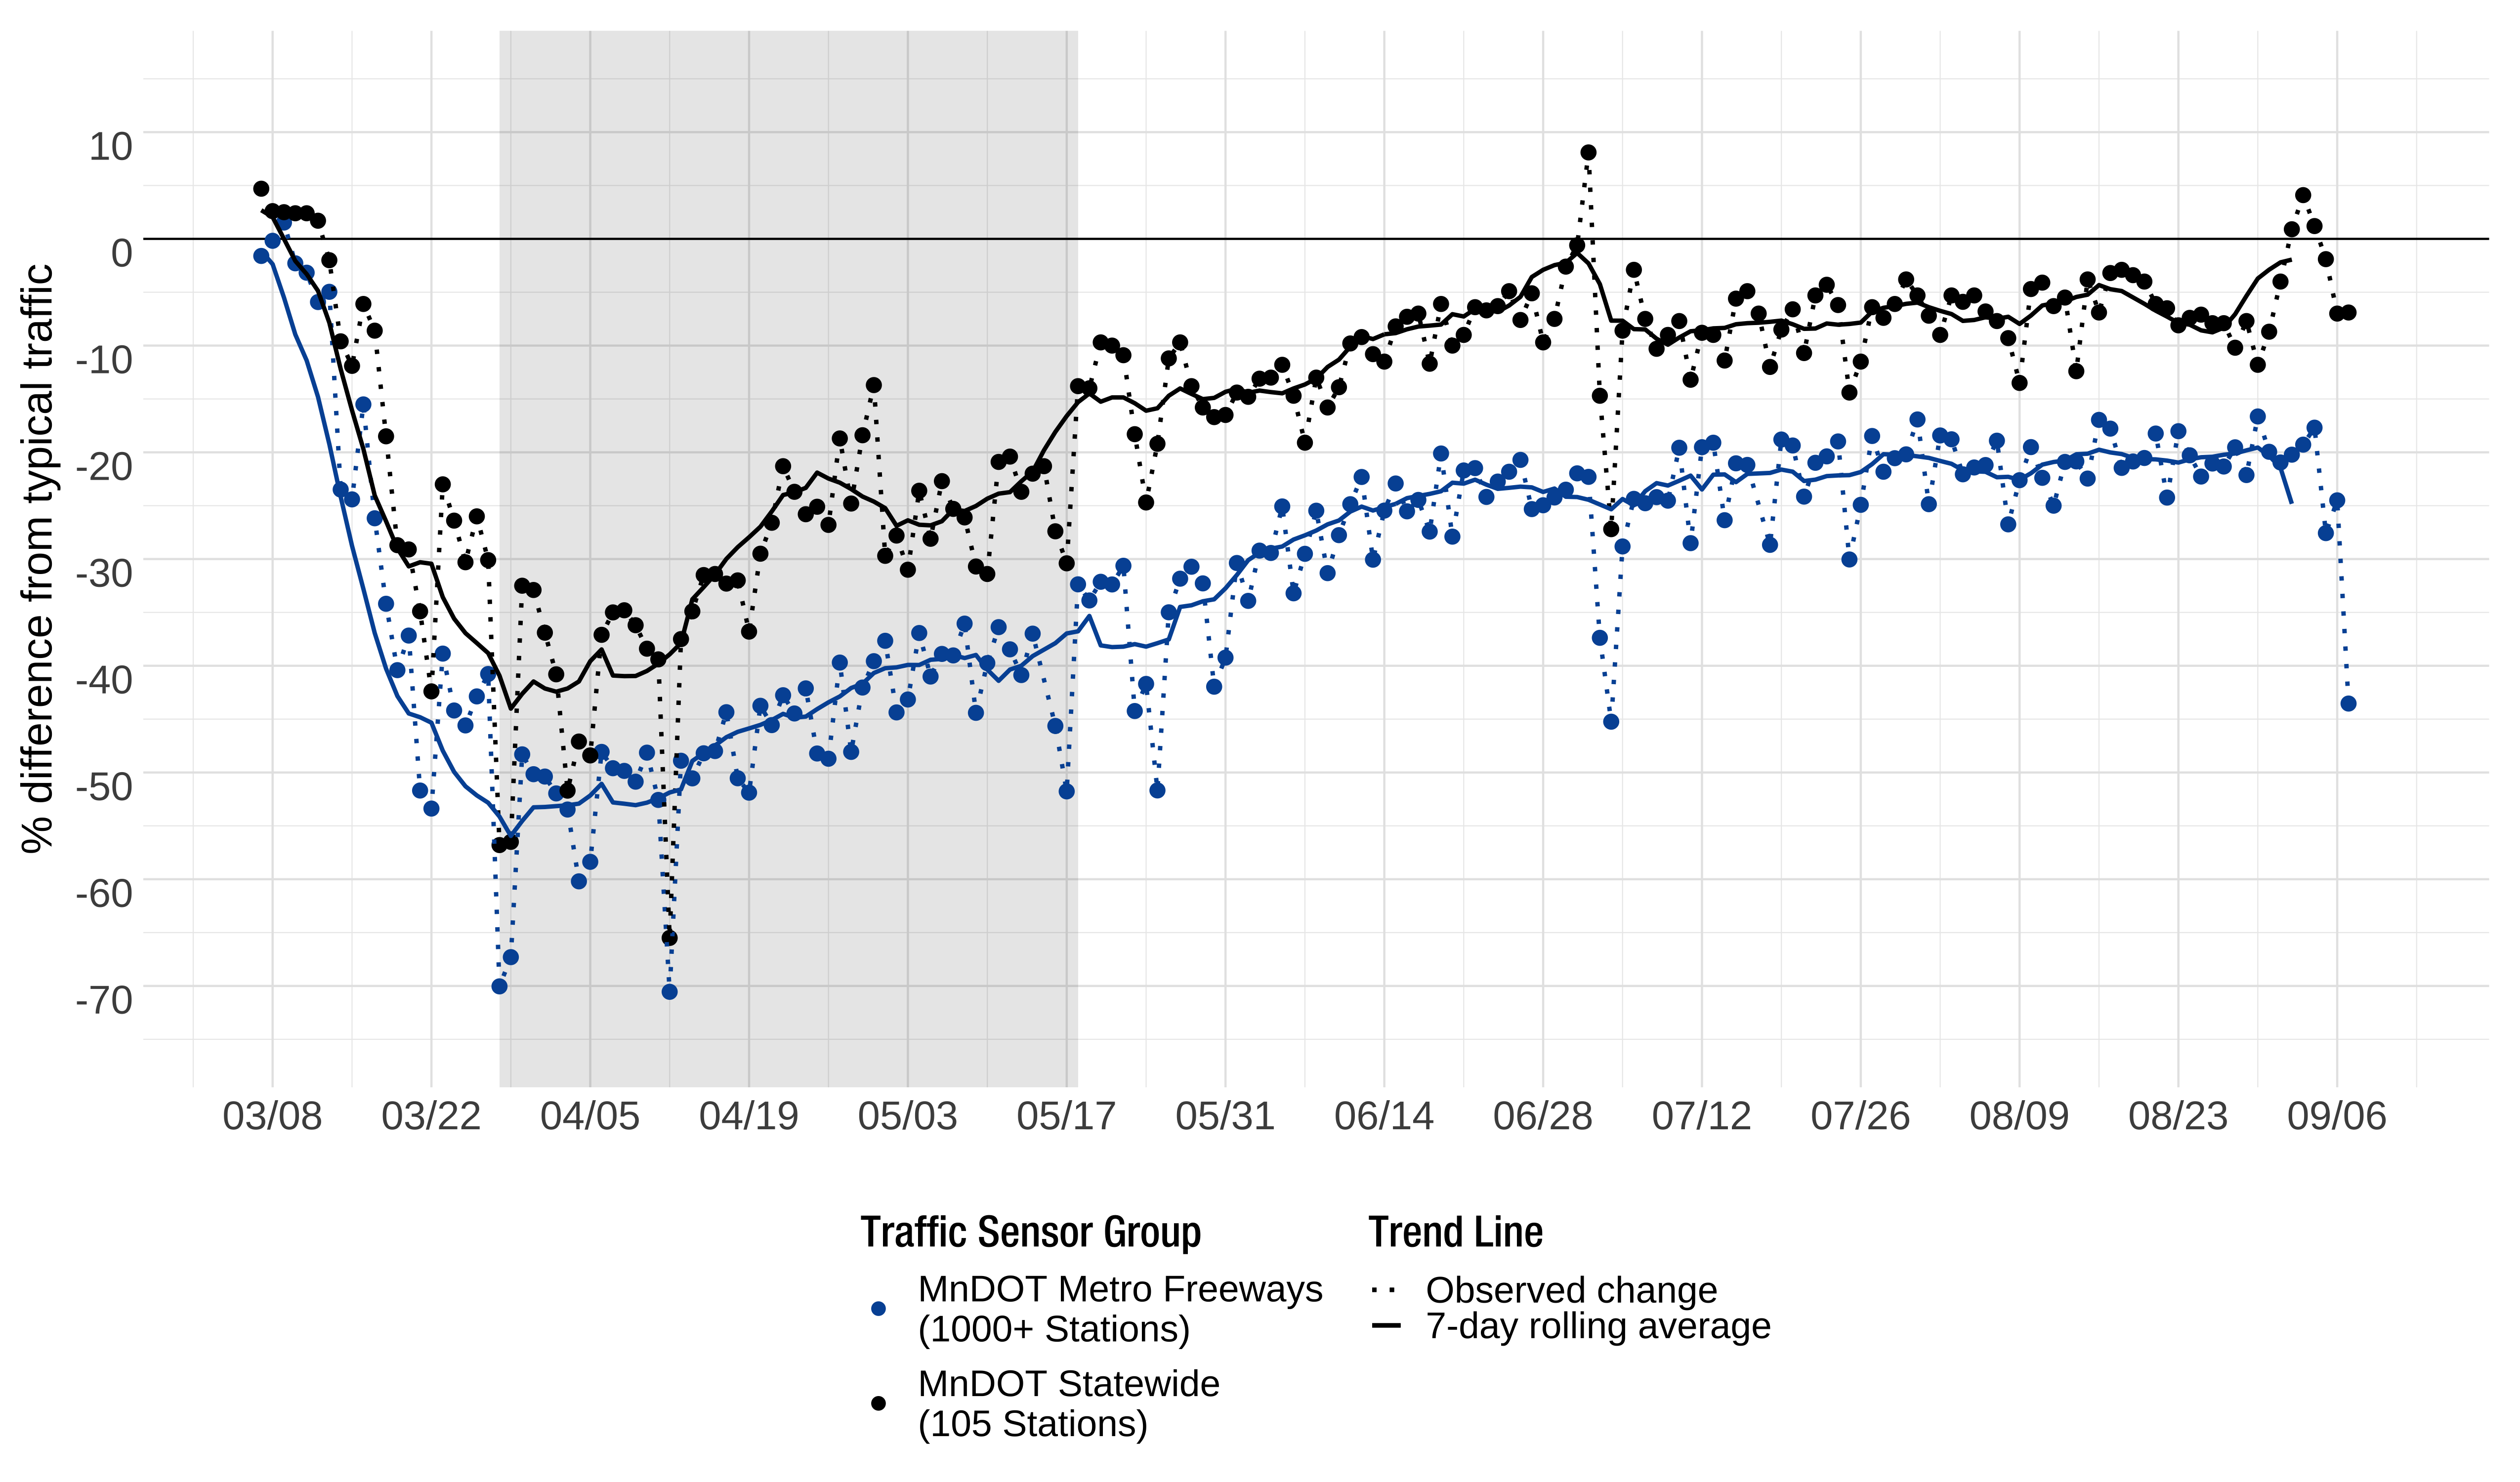 % difference from typical traffic
10
0
-10
-20
-30
-40
-50
-60
-70
03/08 03/22 04/05 04/19 05/03 05/17 05/31 06/14 06/28 07/12 07/26 08/09 08/23 09/06
Traffic Sensor Group
MnDOT Metro Freeways
(1000+ Stations)
MnDOT Statewide
(105 Stations)
Trend Line
Observed change
7-day rolling average